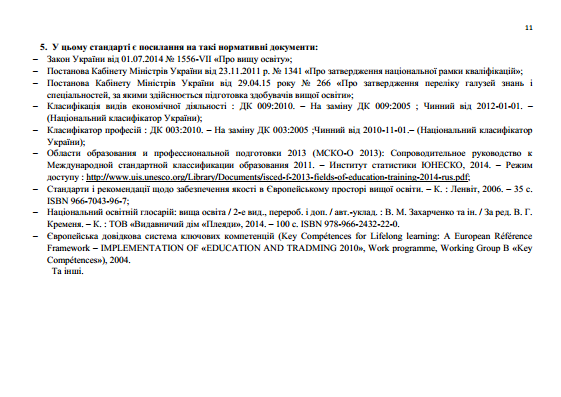 11
5. У цьому стандарті є посилання на такі нормативні документи:
– Закон України від 01.07.2014 № 1556-VII «Про вищу освіту»;
– Постанова Кабінету Міністрів України від 23.11.2011 р. № 1341 «Про затвердження національної рамки кваліфікацій»;
– Постанова Кабінету Міністрів України від 29.04.15 року № 266 «Про затвердження переліку галузей знань і
спеціальностей, за якими здійснюється підготовка здобувачів вищої освіти»;
– Класифікація видів економічної діяльності : ДК 009:2010. – На заміну ДК 009:2005 ; Чинний від 2012-01-01. –
(Національний класифікатор України);
– Класифікатор професій : ДК 003:2010. – На заміну ДК 003:2005 ;Чинний від 2010-11-01.– (Національний класифікатор
України);
– Области образования и профессиональной подготовки 2013 (МСКО-О 2013): Сопроводительное руководство к
Международной стандартной классификации образования 2011. – Институт статистики ЮНЕСКО, 2014. – Режим
доступу : http://www.uis.unesco.org/Library/Documents/isced-f-2013-fields-of-education-training-2014-rus.pdf;
– Стандарти і рекомендації щодо забезпечення якості в Європейському просторі вищої освіти. – К. : Ленвіт, 2006. – 35 с.
ISBN 966-7043-96-7;
– Національний освітній глосарій: вища освіта / 2-е вид., перероб. і доп. / авт.-уклад. : В. М. Захарченко та ін. / За ред. В. Г.
Кременя. – К. : ТОВ «Видавничий дім «Плеяди», 2014. – 100 с. ISBN 978-966-2432-22-0.
– Європейська довідкова система ключових компетенцій (Key Compétences for Lifelong learning: A European Référence
Framework – IMPLEMENTATION OF «EDUCATION AND TRADMING 2010», Work programme, Working Group B «Key
Compétences»), 2004.
Та інші.